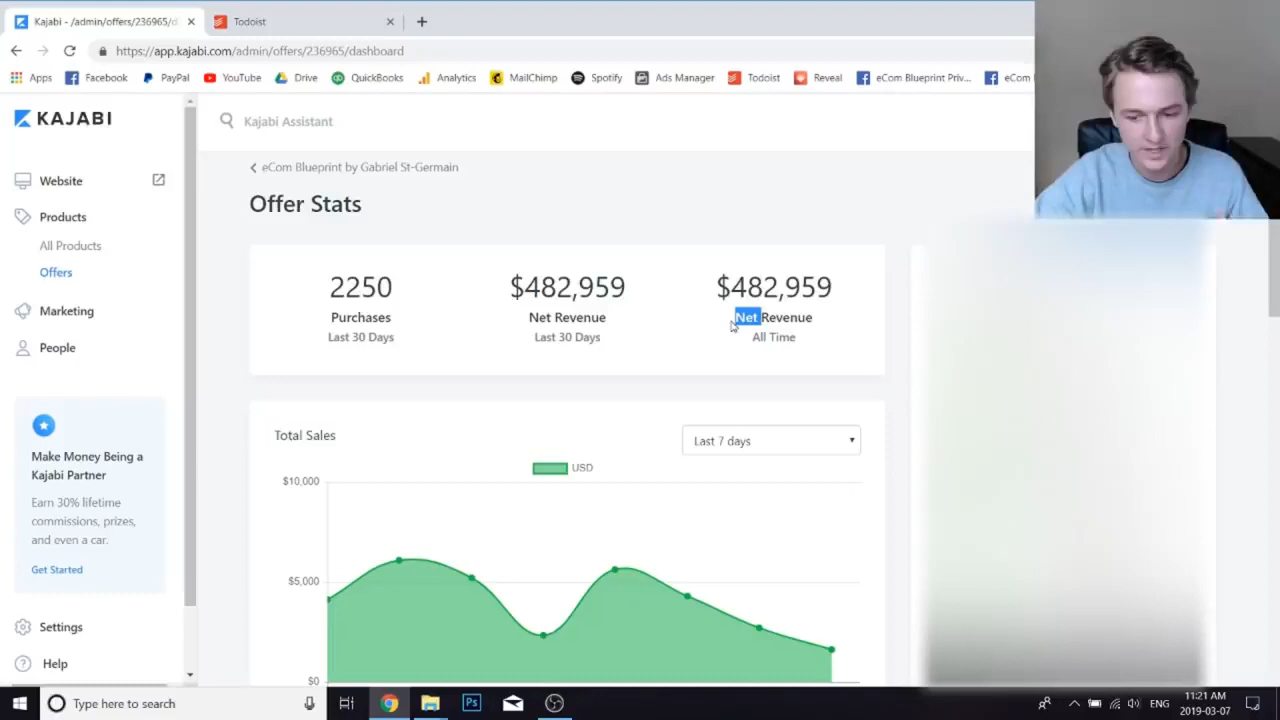 Kajabi - /admin/offers/236965/d
Todoist
https://app.kajabi.com/admin/offers/236965/dashboard
Apps
Facebook
PayPal
YouTube
Drive
QuickBooks
Analytics
MailChimp
Spotify
Ads Manager
Todoist
Reveal
eCom Blueprint Priv...
eCom
KAJABI
Kajabi Assistant
Website
Products
All Products
Offers
Marketing
People
Make Money Being a
Kajabi Partner
Earn 30% lifetime
commissions, prizes,
and even a car.
Get Started
Settings
Help
eCom Blueprint by Gabriel St-Germain
Offer Stats
2250
Purchases
Last 30 Days
$482,959
Net Revenue
Last 30 Days
$482,959
Net Revenue
All Time
Total Sales
Last 7 days
USD
$10,000
$5,000
$0
Type here to search
Ps
ENG
11:21 AM
2019-03-07